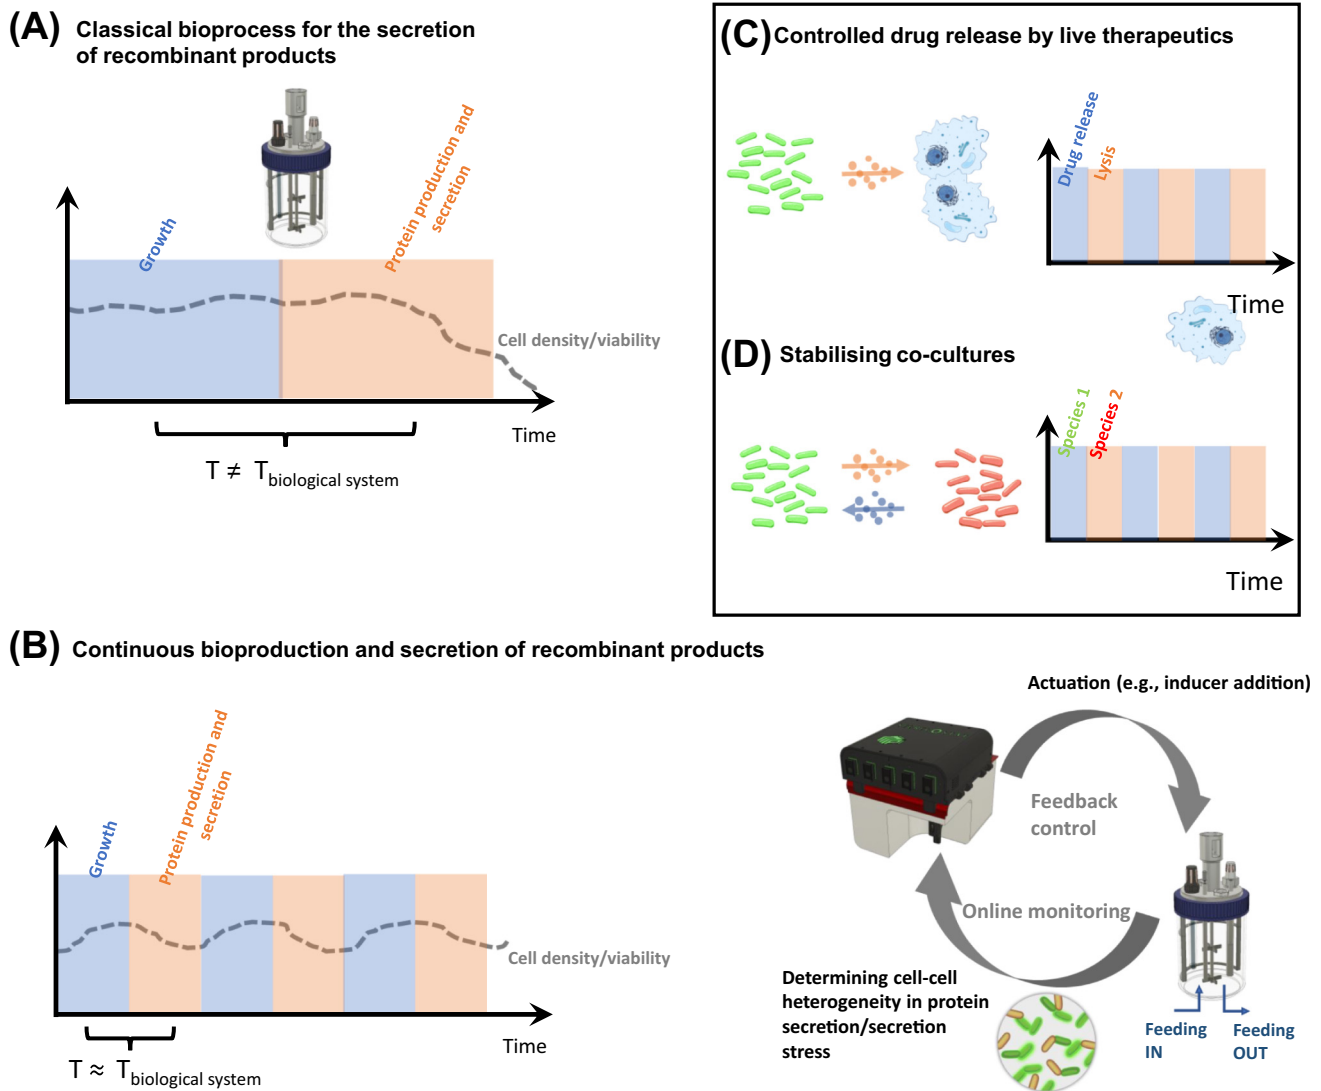 (A) Classical bioprocess for the secretion
of recombinant products
Growth
Protein production and
secretion
Cell density/viability
Time
T ≠ Tbiological system
(C) Controlled drug release by live therapeutics
Drug release
Lysis
Time
(D) Stabilising co-cultures
Species 1
Species 2
Time
(B) Continuous bioproduction and secretion of recombinant products
Growth
Protein production and
secretion
Cell density/viability
Time
T ≈ Tbiological system
Actuation (e.g., inducer addition)
Feedback
control
Online monitoring
Determining cell-cell
heterogeneity in protein
secretion/secretion
stress
Feeding
IN
Feeding
OUT